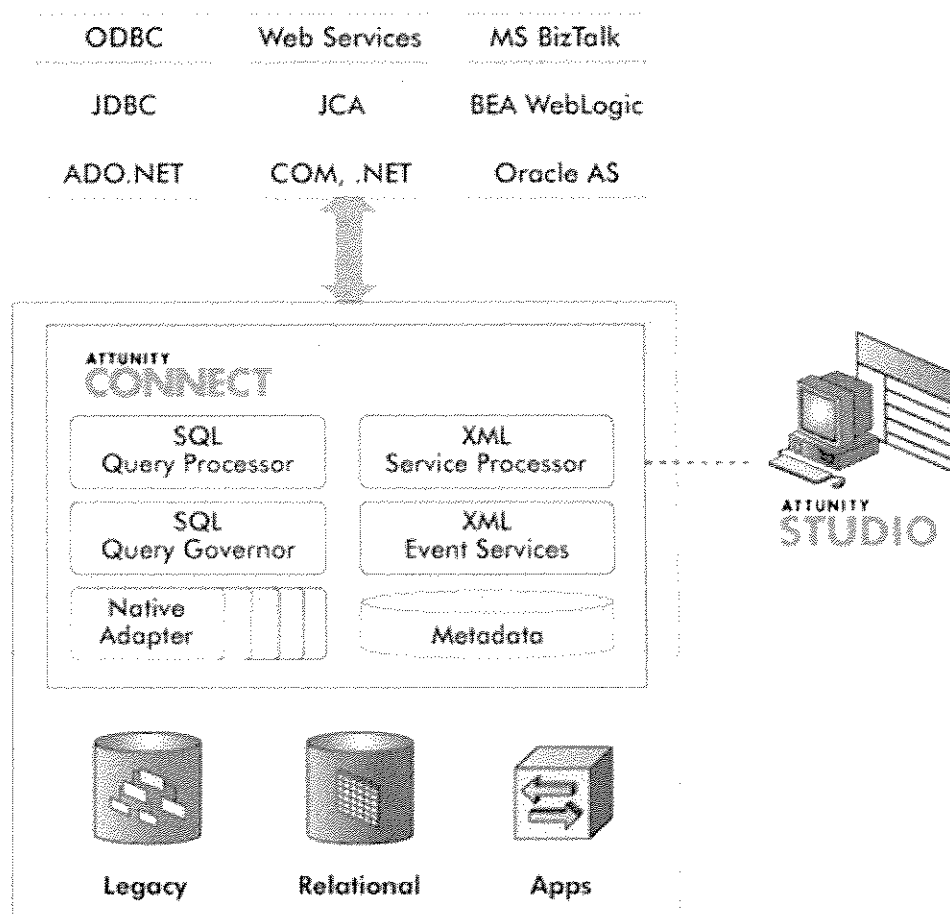 ODBC Web Services MS BizTalk
JDBC JCA BEA WebLogic
ADO.NET COM, .NET Oracle AS
ATTUNITY
CONNECT
SQL
Query Processor
XML
Service Processor
SQL
Query Governor
XML
Event Services
Native
Adapter
Metadata
ATTUNITY
STUDIO
Legacy Relational Apps